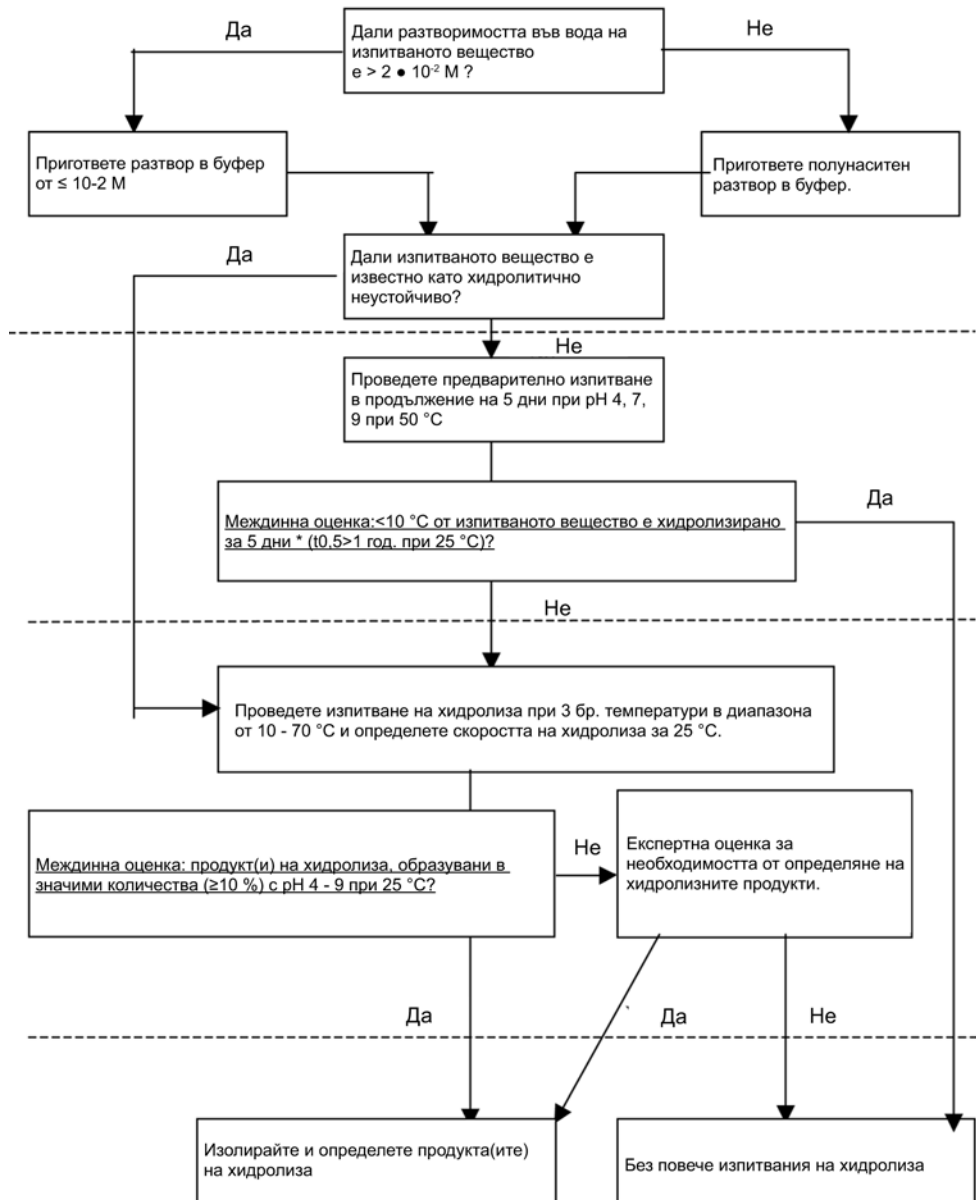 Да
Дали разтворимостта във вода на
изпитваното вещество
е > 2 ● 10⁻² M ?
Не
Пригответе разтвор в буфер
от ≤ 10-2 M
Пригответе полунаситен
разтвор в буфер.
Да
Дали изпитваното вещество е
известно като хидролитично
неустойчиво?
Не
Проведете предварително изпитване
в продължение на 5 дни при pH 4, 7,
9 при 50 °C
Междинна оценка:<10 °C от изпитваното вещество е хидролизирано
за 5 дни * (t0,5>1 год. при 25 °C)?
Да
Не
Проведете изпитване на хидролиза при 3 бр. температури в диапазона
от 10 - 70 °C и определете скоростта на хидролиза за 25 °C.
Междинна оценка: продукт(и) на хидролиза, образувани в
значими количества (≥10 %) с pH 4 - 9 при 25 °C?
Не
Експертна оценка за
необходимостта от определяне на
хидролизните продукти.
Да
Да
Не
Изолирайте и определете продукта(ите)
на хидролиза
Без повече изпитвания на хидролиза